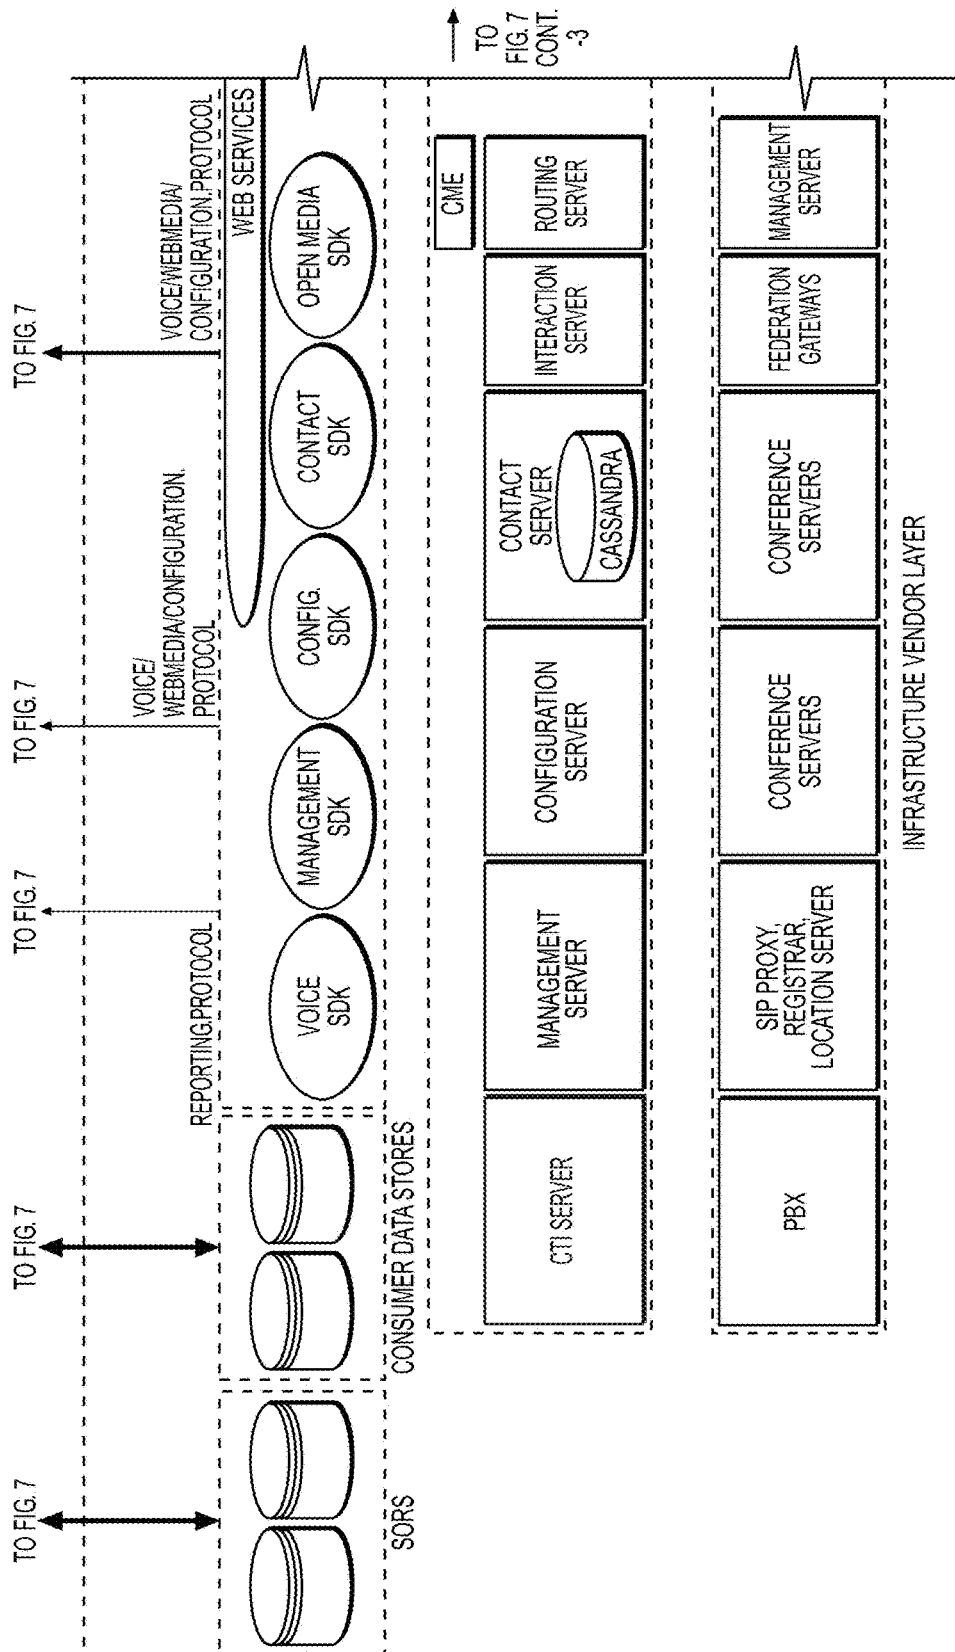 TO FIG. 7
TO FIG. 7
TO FIG. 7
TO FIG. 7
TO FIG. 7
REPORTING.PROTOCOL
VOICE/
WEBMEDIA/CONFIGURATION.
PROTOCOL
VOICE/WEBMEDIA/
CONFIGURATION.PROTOCOL
WEB SERVICES
VOICE
SDK
MANAGEMENT
SDK
CONFIG.
SDK
CONTACT
SDK
OPEN MEDIA
SDK
SORS
CONSUMER DATA STORES
CME
TO
FIG. 7
CONT.
-3
CTI SERVER
MANAGEMENT
SERVER
CONFIGURATION
SERVER
CONTACT
SERVER
CASSANDRA
INTERACTION
SERVER
ROUTING
SERVER
PBX
SIP PROXY,
REGISTRAR,
LOCATION SERVER
CONFERENCE
SERVERS
CONFERENCE
SERVERS
FEDERATION
GATEWAYS
MANAGEMENT
SERVER
INFRASTRUCTURE VENDOR LAYER